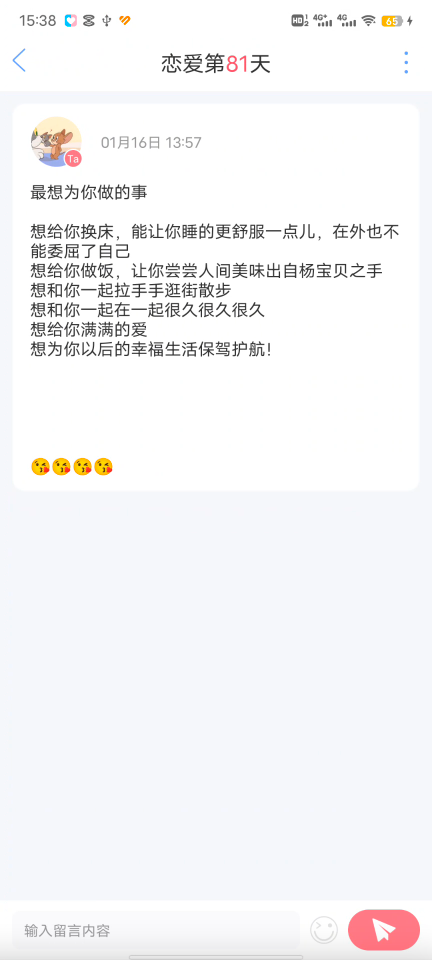 15:38
HD 1 2 4G+ 4G 65
恋爱第81天
Ta
01月16日 13:57
最想为你做的事
想给你换床，能让你睡的更舒服一点儿，在外也不
能委屈了自己
想给你做饭，让你尝尝人间美味出自杨宝贝之手
想和你一起拉手手逛街散步
想和你一起在一起很久很久很久
想给你满满的爱
想为你以后的幸福生活保驾护航！
😘😘😘😘
输入留言内容